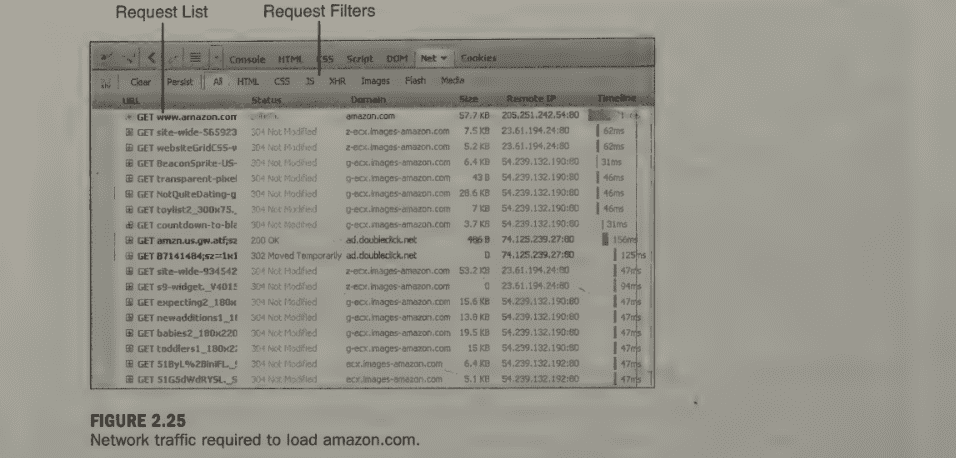 Request List Request Filters
Console HTML CSS Script DOM Net Cookies
Clear Persist All HTML CSS JS XHR Images Flash Media
URL Status Domain Size Remote IP Timeline
GET www.amazon.com amazon.com 57.7 KB 205.251.242.54:80
GET site-wide-565923 304 Not Modified z-ecx.images-amazon.com 7.5 KB 23.61.194.24:80 62ms
GET websiteGridCSS-w 304 Not Modified z-ecx.images-amazon.com 5.2 KB 23.61.194.24:80 62ms
GET BeaconSprite-US- 304 Not Modified g-ecx.images-amazon.com 6.4 KB 54.239.132.190:80 31ms
GET transparent-pixel 304 Not Modified g-ecx.images-amazon.com 43 B 54.239.132.190:80 46ms
GET NotQuiteDating-g 304 Not Modified g-ecx.images-amazon.com 28.6 KB 54.239.132.190:80 46ms
GET toylist2_300x75._ 304 Not Modified g-ecx.images-amazon.com 7 KB 54.239.132.190:80 46ms
GET countdown-to-bla 304 Not Modified g-ecx.images-amazon.com 3.7 KB 54.239.132.190:80 31ms
GET amzn.us.gw.atf;sz 200 OK ad.doubleclick.net 466 B 74.125.239.27:80 156ms
GET 87141484;sz=1x1 302 Moved Temporarily ad.doubleclick.net 0 74.125.239.27:80 125ms
GET site-wide-934542 304 Not Modified z-ecx.images-amazon.com 53.2 KB 23.61.194.24:80 47ms
GET s9-widget._V4015 304 Not Modified z-ecx.images-amazon.com 0 23.61.194.24:80 94ms
GET expecting2_180x 304 Not Modified g-ecx.images-amazon.com 15.6 KB 54.239.132.190:80 47ms
GET newadditions1_18 304 Not Modified g-ecx.images-amazon.com 13.8 KB 54.239.132.190:80 47ms
GET babies2_180x220 304 Not Modified g-ecx.images-amazon.com 19.5 KB 54.239.132.190:80 47ms
GET toddlers1_180x22 304 Not Modified g-ecx.images-amazon.com 15 KB 54.239.132.190:80 47ms
GET 51ByL%2BinIFL._S 304 Not Modified ecx.images-amazon.com 6.4 KB 54.239.132.192:80 47ms
GET 51G5dWdRYSL._S 304 Not Modified ecx.images-amazon.com 5.1 KB 54.239.132.192:80 47ms
FIGURE 2.25
Network traffic required to load amazon.com.